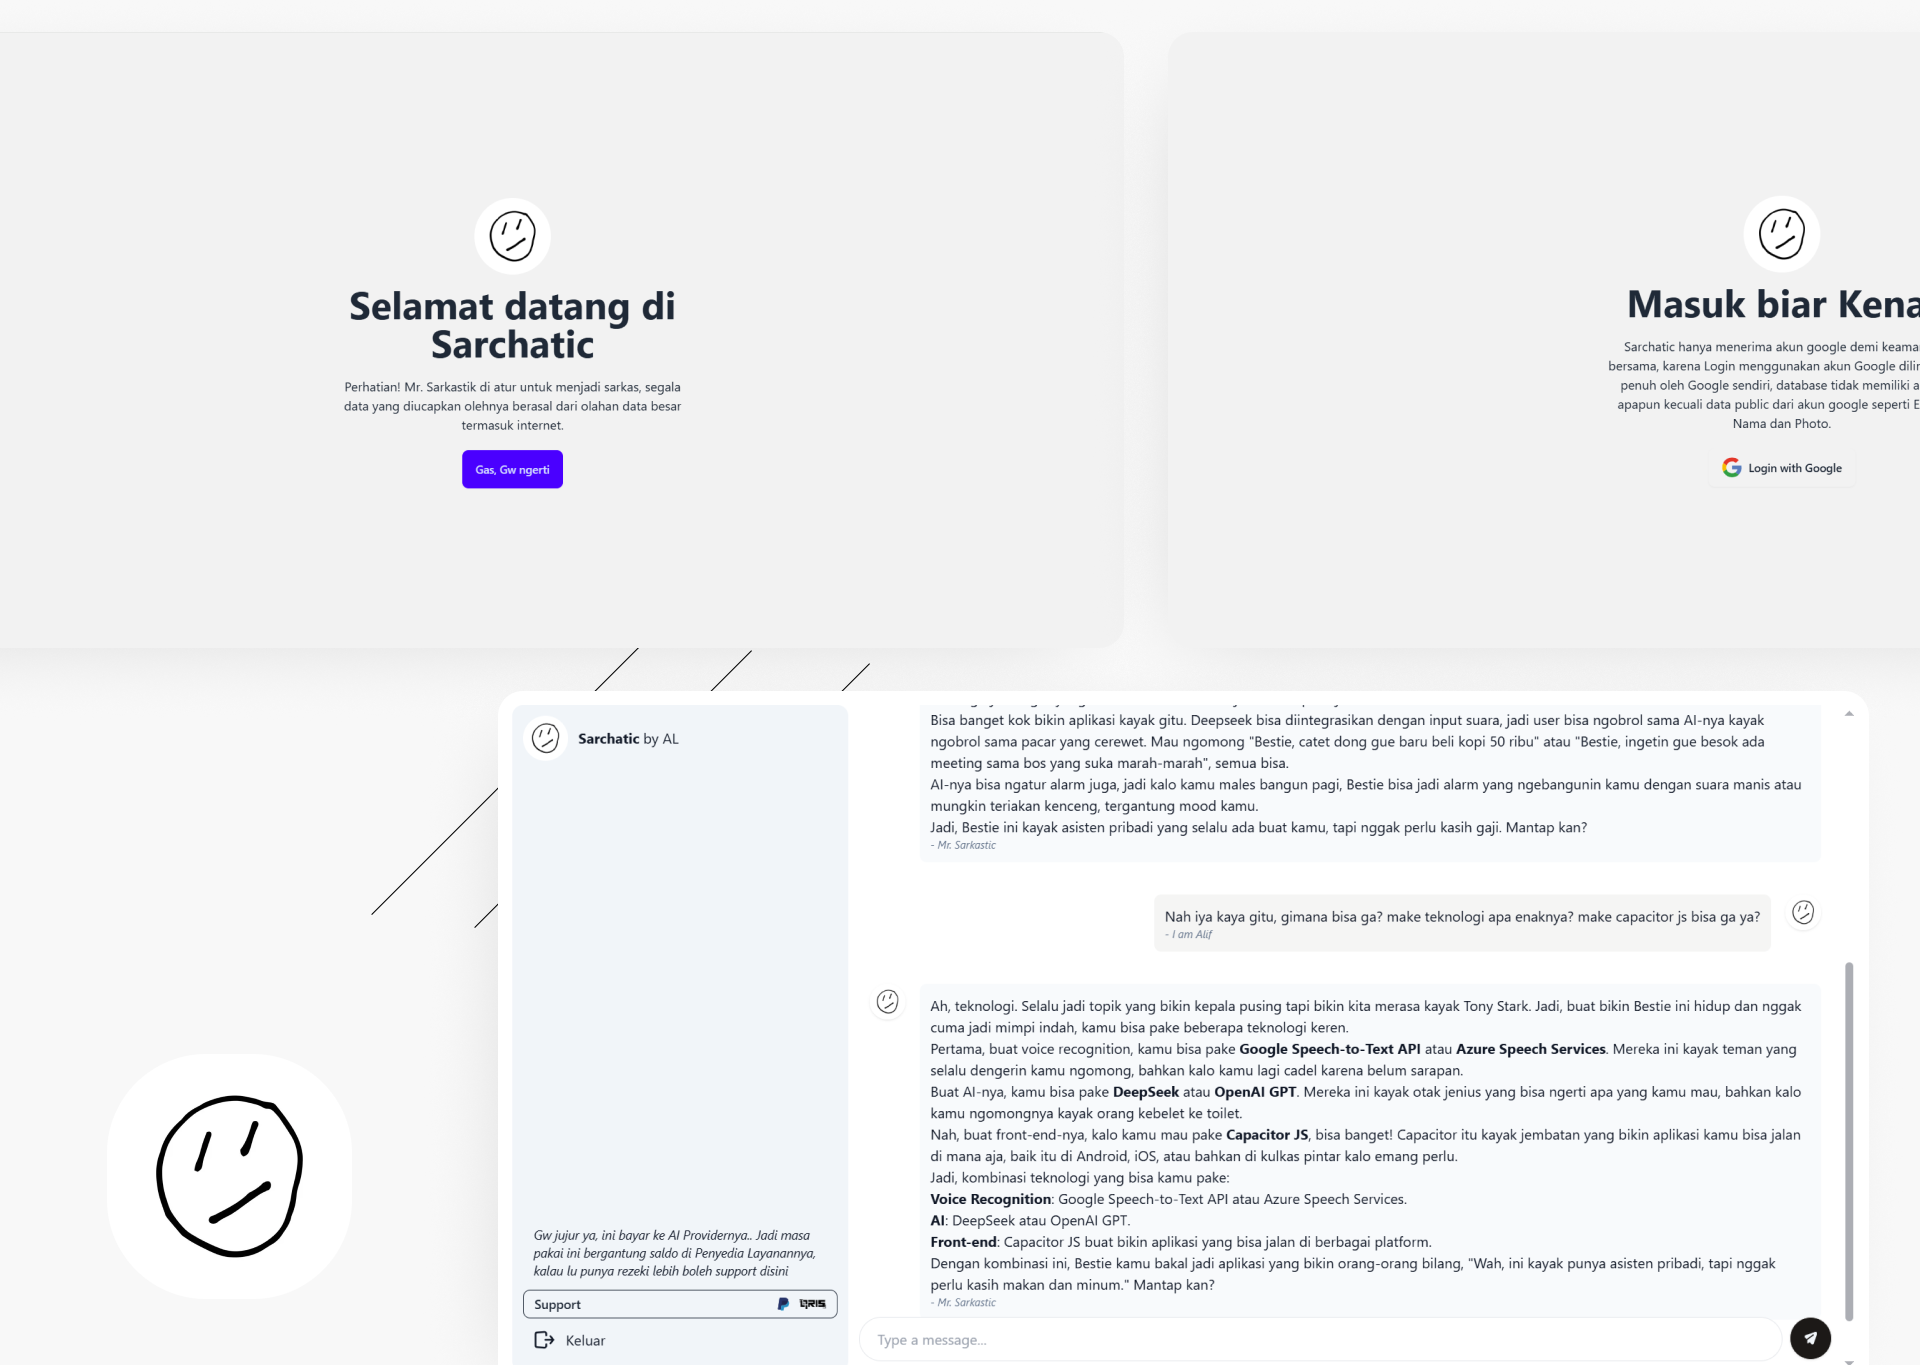 Selamat datang di
Sarchatic
Perhatian! Mr. Sarkastik di atur untuk menjadi sarkas, segala
data yang diucapkan olehnya berasal dari olahan data besar
termasuk internet.
Gas, Gw ngerti
Masuk biar Kena
Sarchatic hanya menerima akun google demi keama
bersama, karena Login menggunakan akun Google dilin
penuh oleh Google sendiri, database tidak memiliki a
apapun kecuali data public dari akun google seperti E
Nama dan Photo.
Login with Google
Sarchatic by AL
Gw jujur ya, ini bayar ke AI Providernya.. Jadi masa
pakai ini bergantung saldo di Penyedia Layanannya,
kalau lu punya rezeki lebih boleh support disini
Support
QRIS
Keluar
Bisa banget kok bikin aplikasi kayak gitu. Deepseek bisa diintegrasikan dengan input suara, jadi user bisa ngobrol sama AI-nya kayak
ngobrol sama pacar yang cerewet. Mau ngomong "Bestie, catet dong gue baru beli kopi 50 ribu" atau "Bestie, ingetin gue besok ada
meeting sama bos yang suka marah-marah", semua bisa.
AI-nya bisa ngatur alarm juga, jadi kalo kamu males bangun pagi, Bestie bisa jadi alarm yang ngebangunin kamu dengan suara manis atau
mungkin teriakan kenceng, tergantung mood kamu.
Jadi, Bestie ini kayak asisten pribadi yang selalu ada buat kamu, tapi nggak perlu kasih gaji. Mantap kan?
- Mr. Sarkastic
Nah iya kaya gitu, gimana bisa ga? make teknologi apa enaknya? make capacitor js bisa ga ya?
- I am Alif
Ah, teknologi. Selalu jadi topik yang bikin kepala pusing tapi bikin kita merasa kayak Tony Stark. Jadi, buat bikin Bestie ini hidup dan nggak
cuma jadi mimpi indah, kamu bisa pake beberapa teknologi keren.
Pertama, buat voice recognition, kamu bisa pake Google Speech-to-Text API atau Azure Speech Services. Mereka ini kayak teman yang
selalu dengerin kamu ngomong, bahkan kalo kamu lagi cadel karena belum sarapan.
Buat AI-nya, kamu bisa pake DeepSeek atau OpenAI GPT. Mereka ini kayak otak jenius yang bisa ngerti apa yang kamu mau, bahkan kalo
kamu ngomongnya kayak orang kebelet ke toilet.
Nah, buat front-end-nya, kalo kamu mau pake Capacitor JS, bisa banget! Capacitor itu kayak jembatan yang bikin aplikasi kamu bisa jalan
di mana aja, baik itu di Android, iOS, atau bahkan di kulkas pintar kalo emang perlu.
Jadi, kombinasi teknologi yang bisa kamu pake:
Voice Recognition: Google Speech-to-Text API atau Azure Speech Services.
AI: DeepSeek atau OpenAI GPT.
Front-end: Capacitor JS buat bikin aplikasi yang bisa jalan di berbagai platform.
Dengan kombinasi ini, Bestie kamu bakal jadi aplikasi yang bikin orang-orang bilang, "Wah, ini kayak punya asisten pribadi, tapi nggak
perlu kasih makan dan minum." Mantap kan?
- Mr. Sarkastic
Type a message...